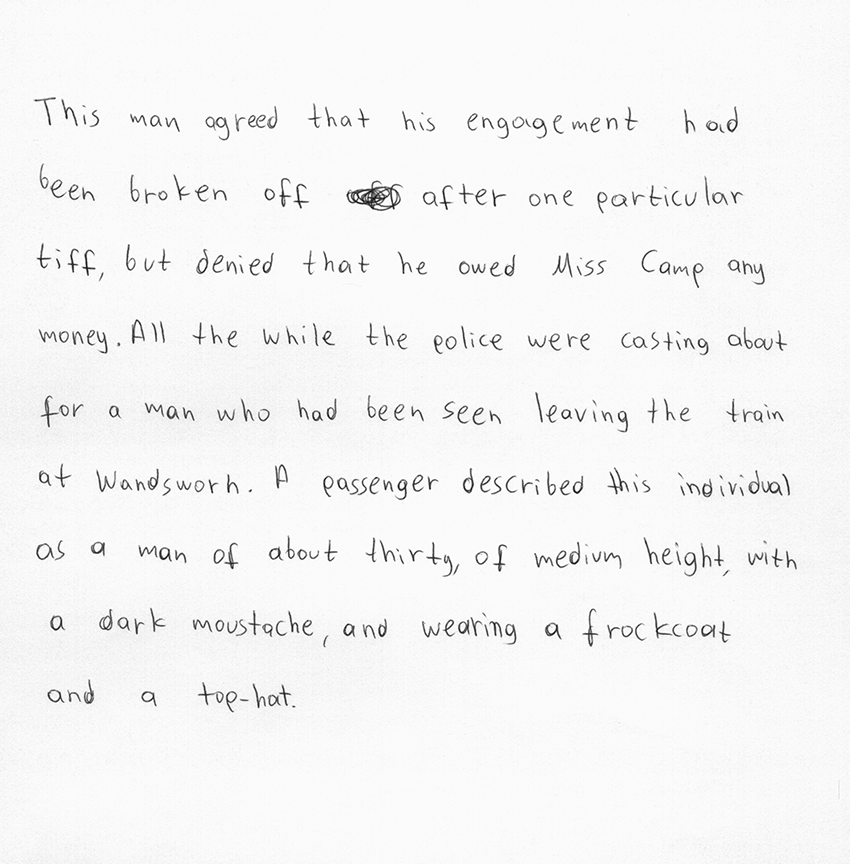 This man agreed that his engagement had
been broken off after one particular
tiff, but denied that he owed Miss Camp any
money. All the while the police were casting about
for a man who had been seen leaving the train
at Wandsworh. A passenger described this individual
as a man of about thirty, of medium height, with
a dark moustache, and wearing a frockcoat
and a top-hat.